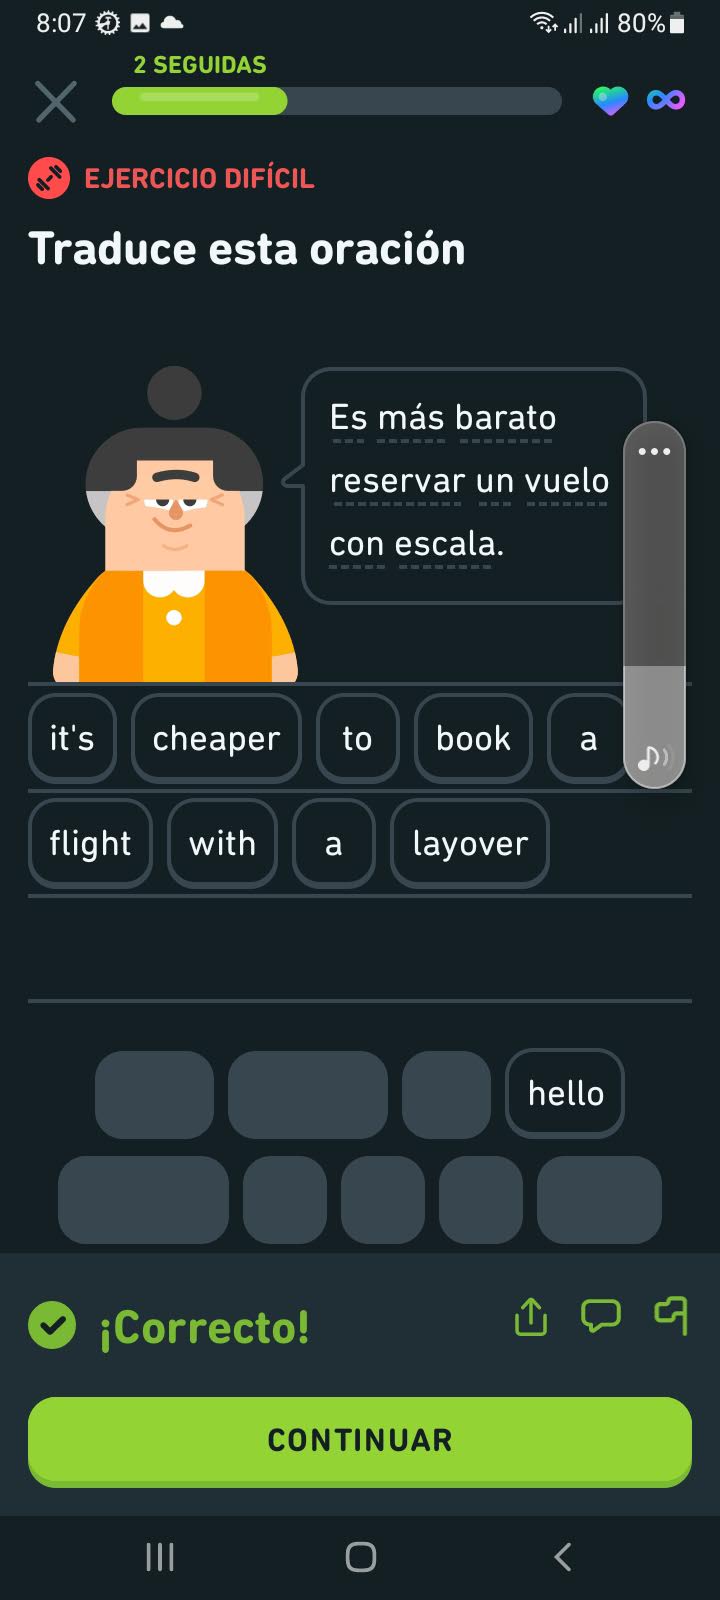 8:07 80%
2 SEGUIDAS
EJERCICIO DIFÍCIL
Traduce esta oración
Es más barato
reservar un vuelo
con escala.
it's cheaper to book a
flight with a layover
hello
¡Correcto!
CONTINUAR